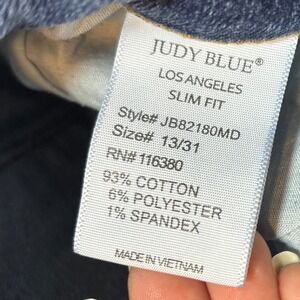 JUDY BLUE®
LOS ANGELES
SLIM FIT
Style# JB82180MD
Size# 13/31
RN# 116380
93% COTTON
6% POLYESTER
1% SPANDEX
MADE IN VIETNAM